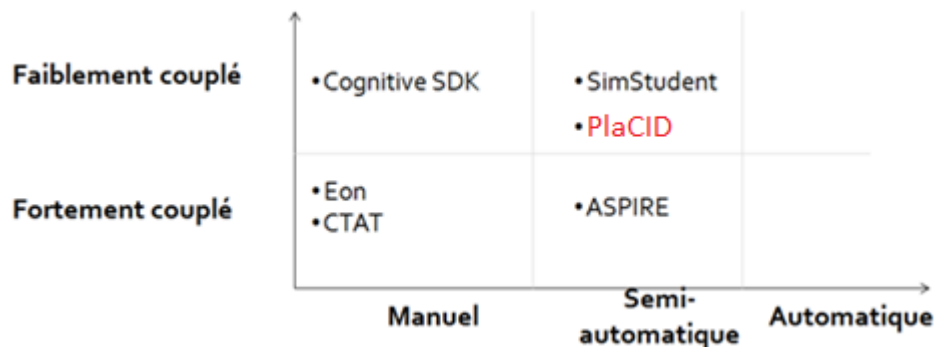 Faiblement couplé
•Cognitive SDK
•SimStudent
•PlaCID
Fortement couplé
•Eon
•CTAT
•ASPIRE
Manuel
Semi-
automatique
Automatique